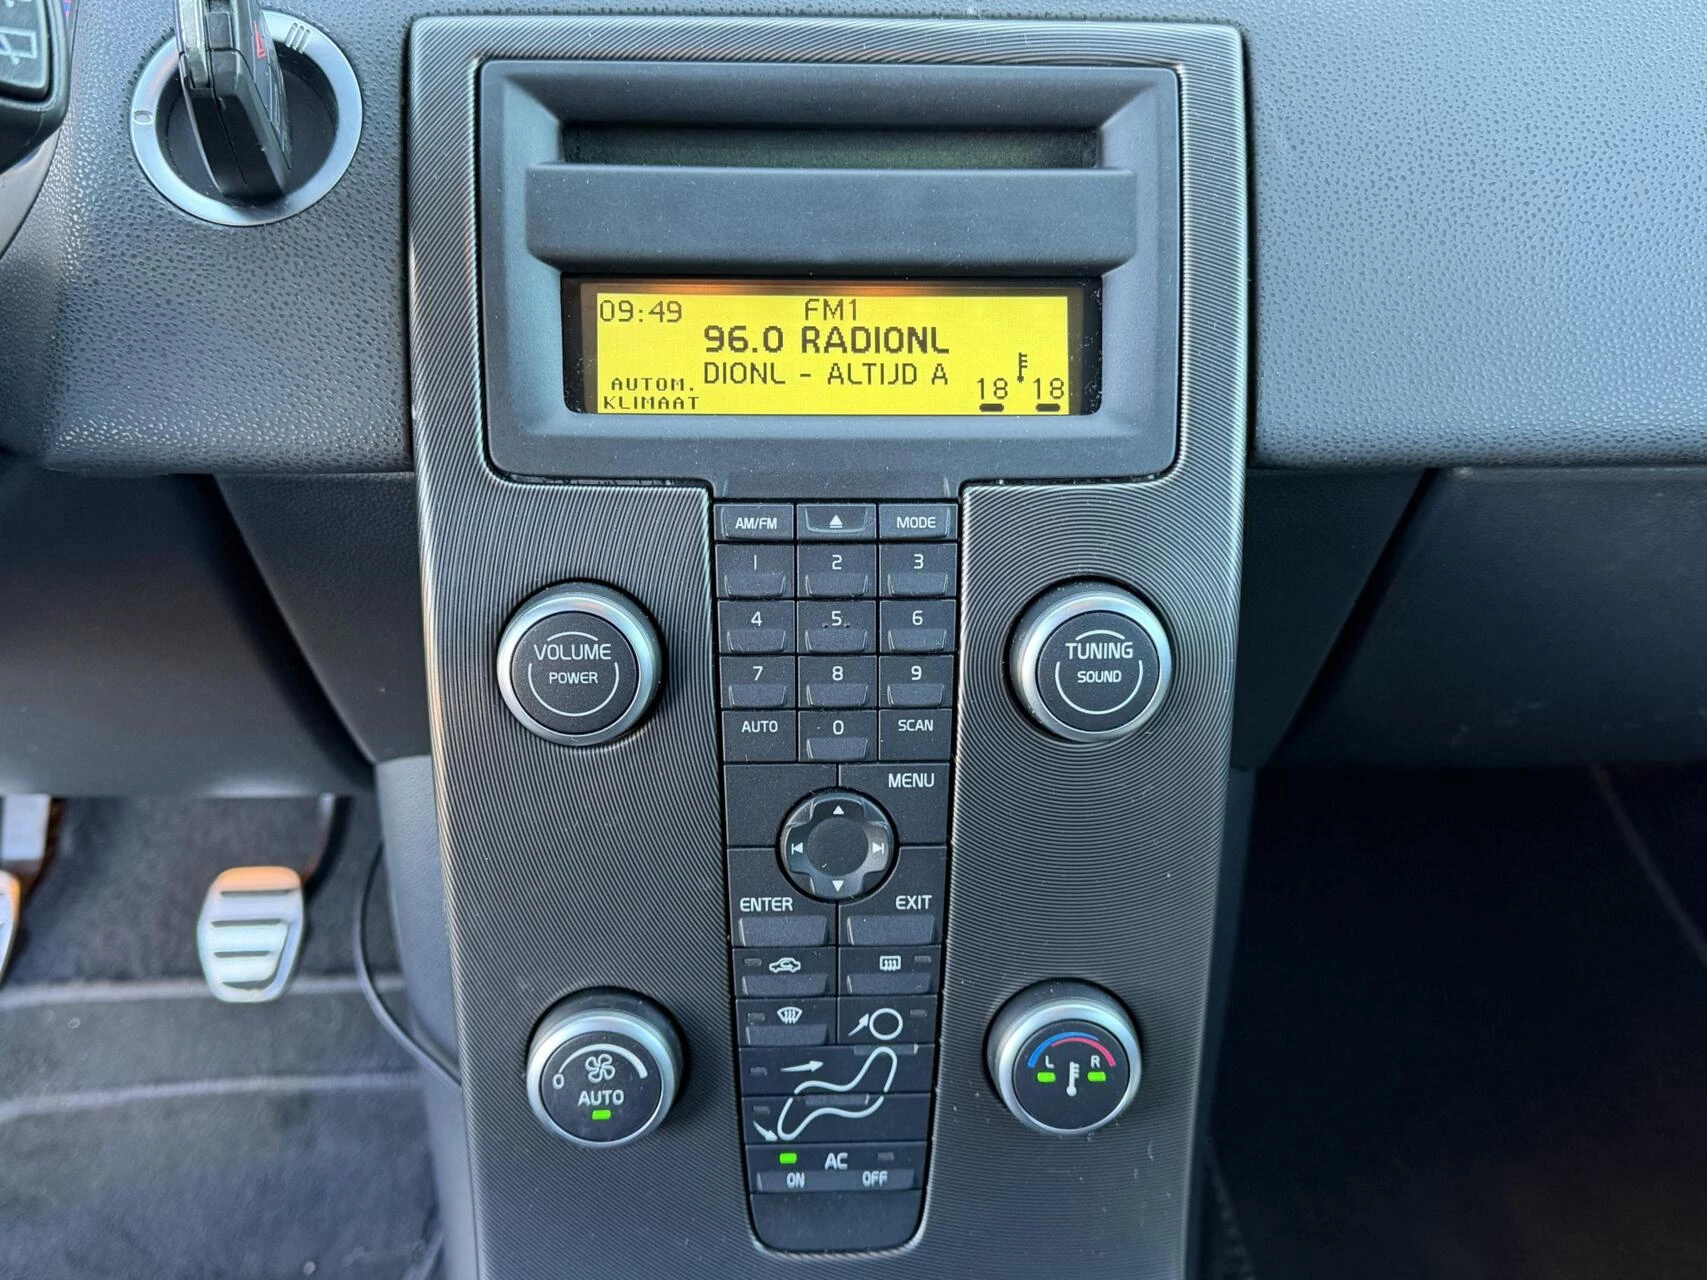 0
09:49 FM1
96.0 RADIONL
DIONL - ALTIJD A
AUTOM.
KLIMAAT
18 18
AM/FM MODE
1 2 3
4 5 6
7 8 9
AUTO 0 SCAN
VOLUME
POWER
TUNING
SOUND
MENU
ENTER EXIT
0
AUTO
L R
AC
ON OFF